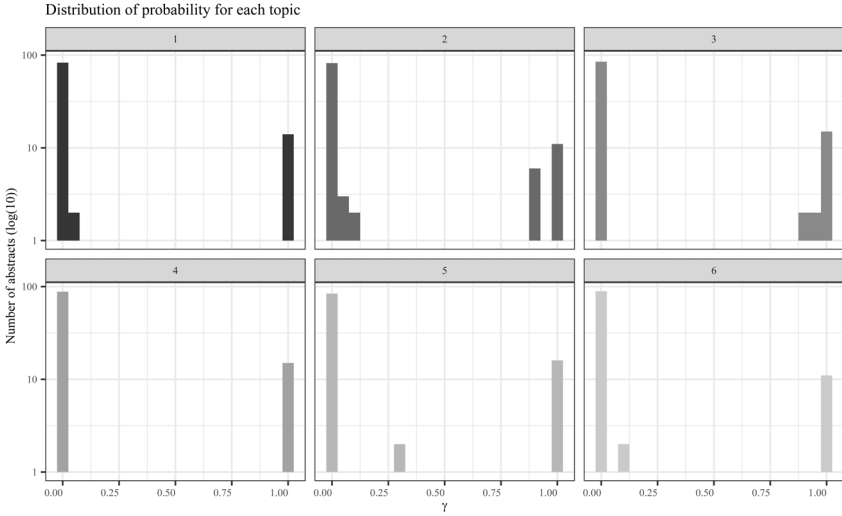 Distribution of probability for each topic
1 2 3
100
10
1
Number of abstracts (log(10))
4 5 6
100
10
1
0.00 0.25 0.50 0.75 1.00 0.00 0.25 0.50 0.75 1.00 0.00 0.25 0.50 0.75 1.00
γ